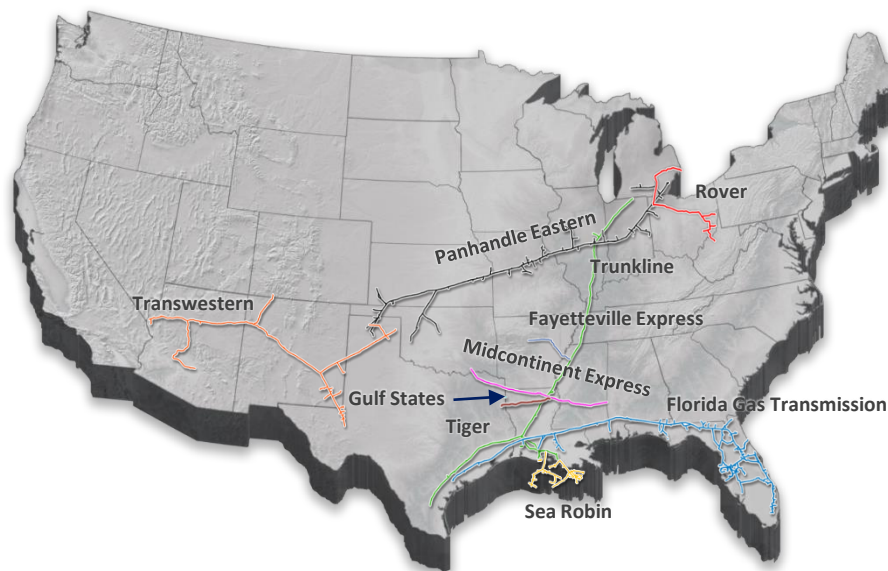 Rover
Panhandle Eastern
Trunkline
Transwestern
Fayetteville Express
Midcontinent Express
Gulf States
Florida Gas Transmission
Tiger
Sea Robin